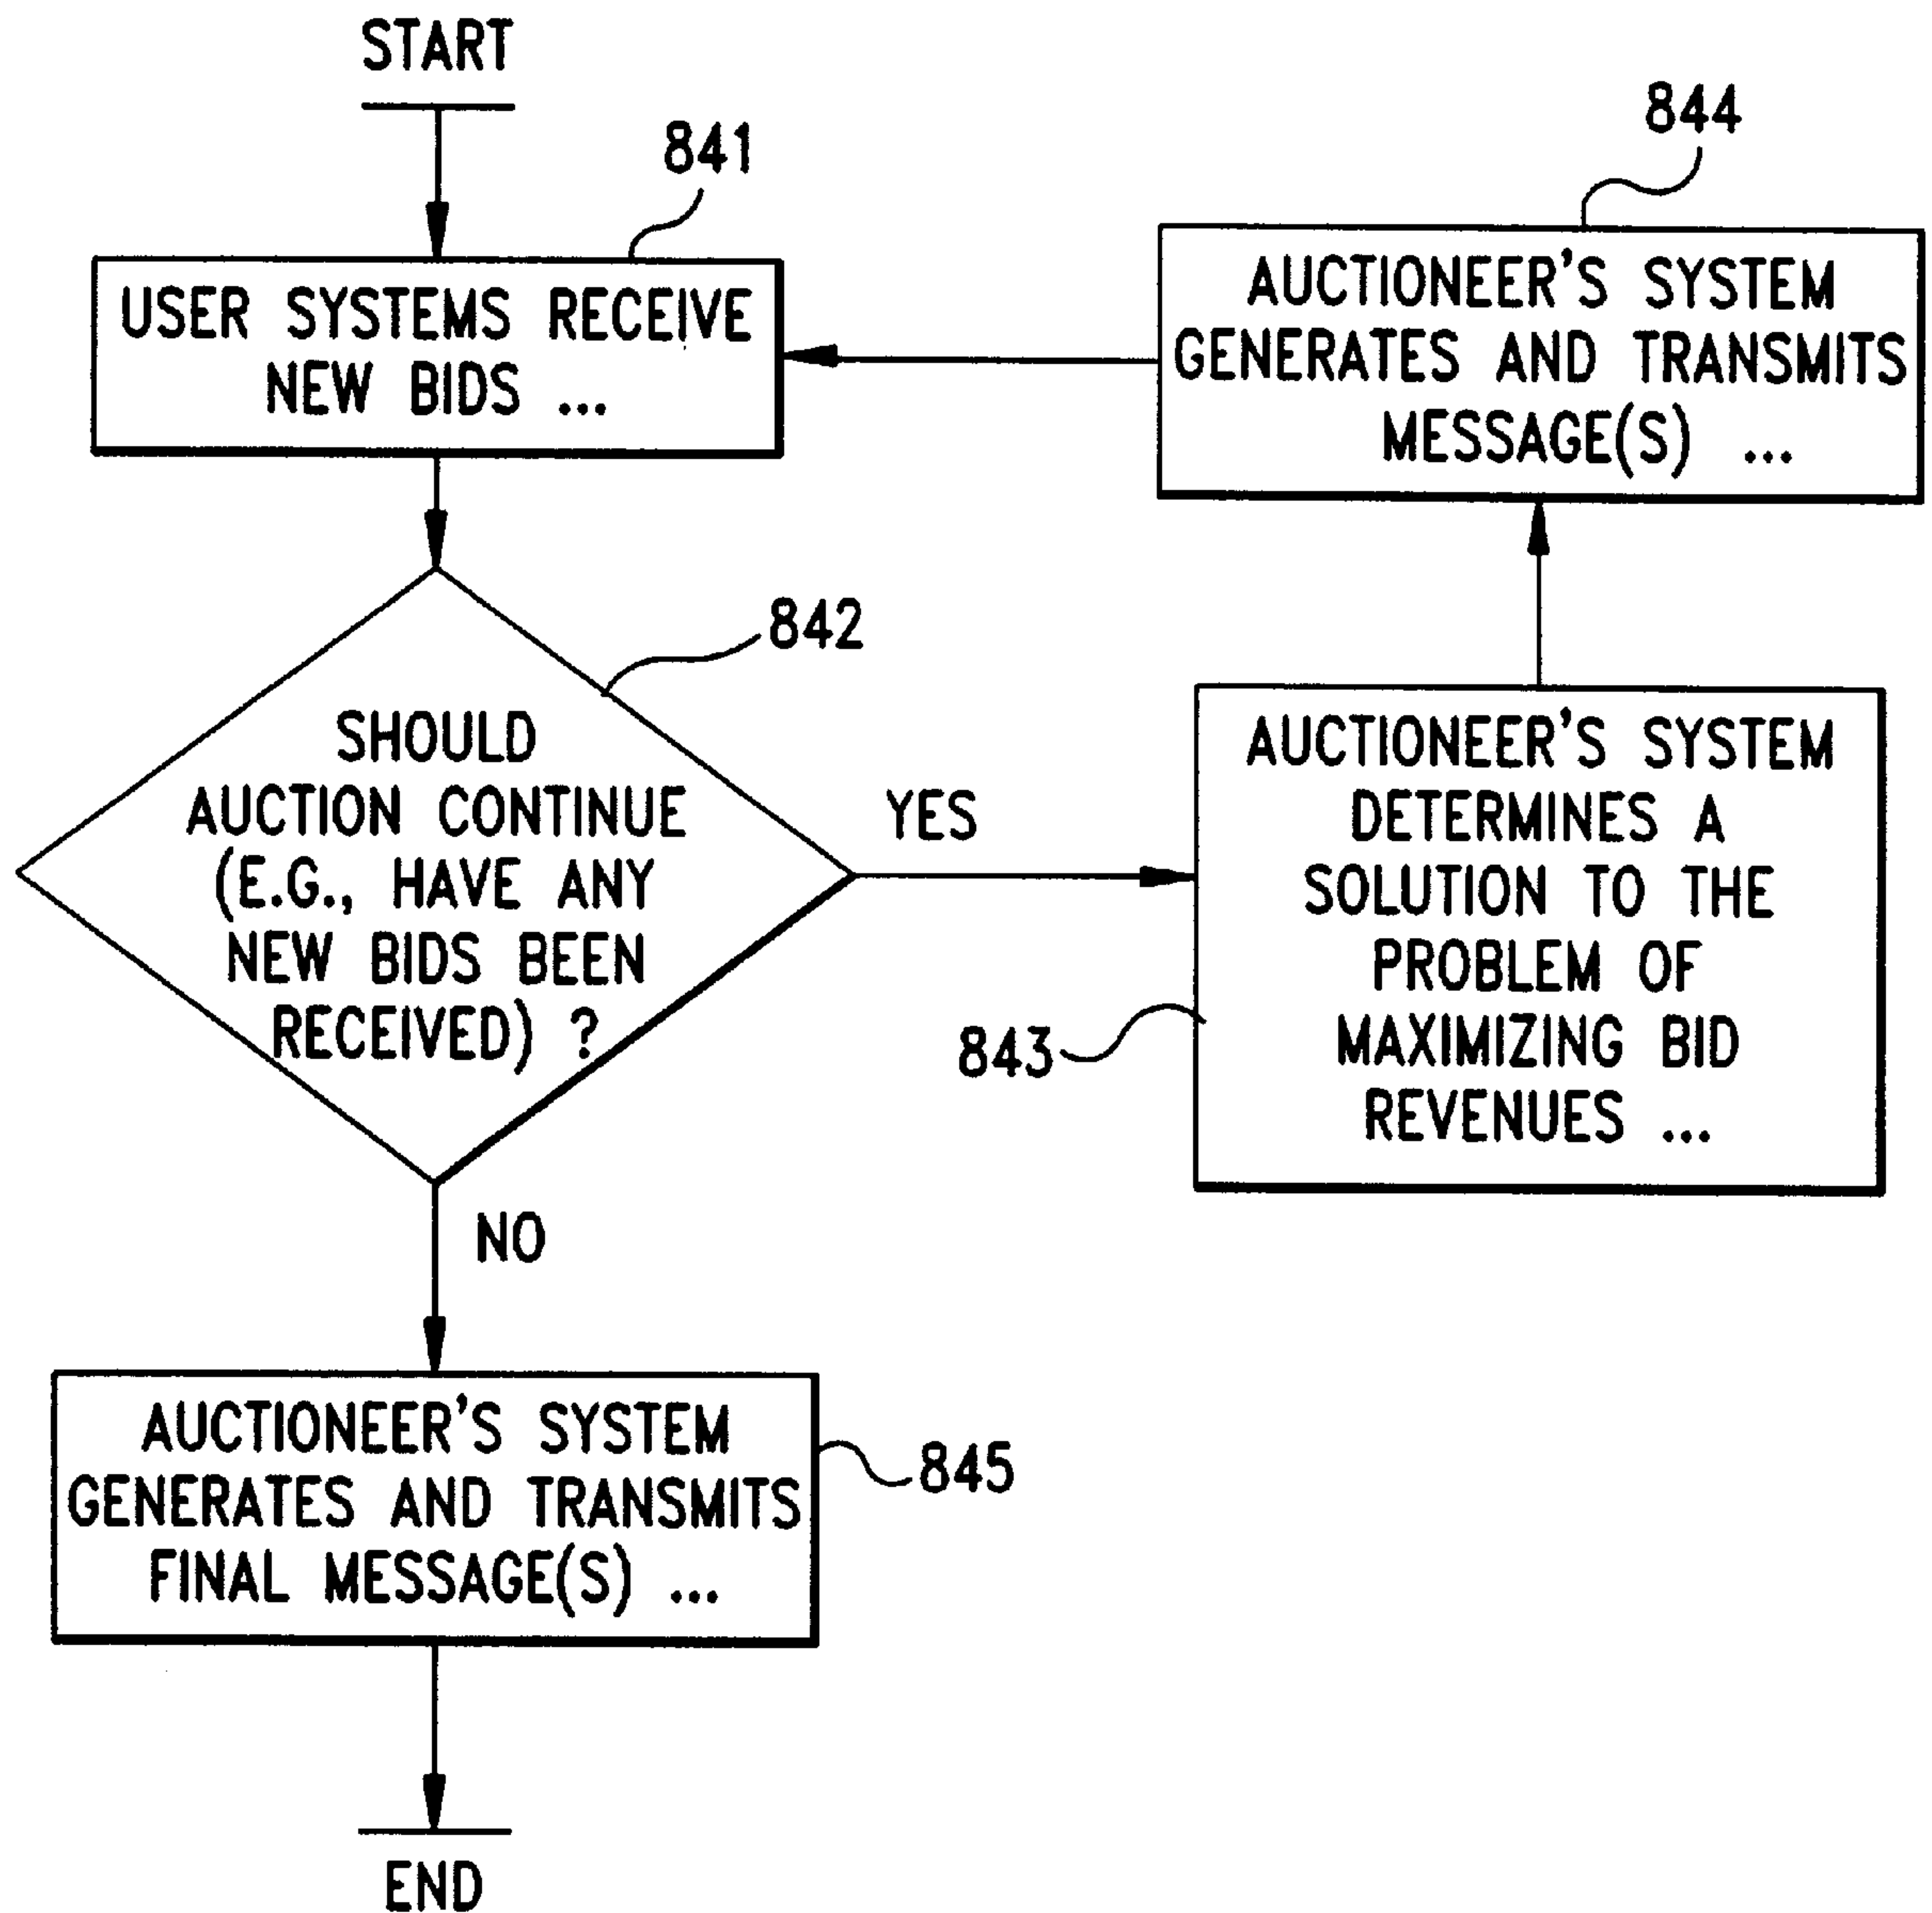 START
841
USER SYSTEMS RECEIVE
NEW BIDS ...
844
AUCTIONEER'S SYSTEM
GENERATES AND TRANSMITS
MESSAGE(S) ...
842
SHOULD
AUCTION CONTINUE
(E.G., HAVE ANY
NEW BIDS BEEN
RECEIVED) ?
YES
843
AUCTIONEER'S SYSTEM
DETERMINES A
SOLUTION TO THE
PROBLEM OF
MAXIMIZING BID
REVENUES ...
NO
AUCTIONEER'S SYSTEM
GENERATES AND TRANSMITS
FINAL MESSAGE(S) ...
845
END